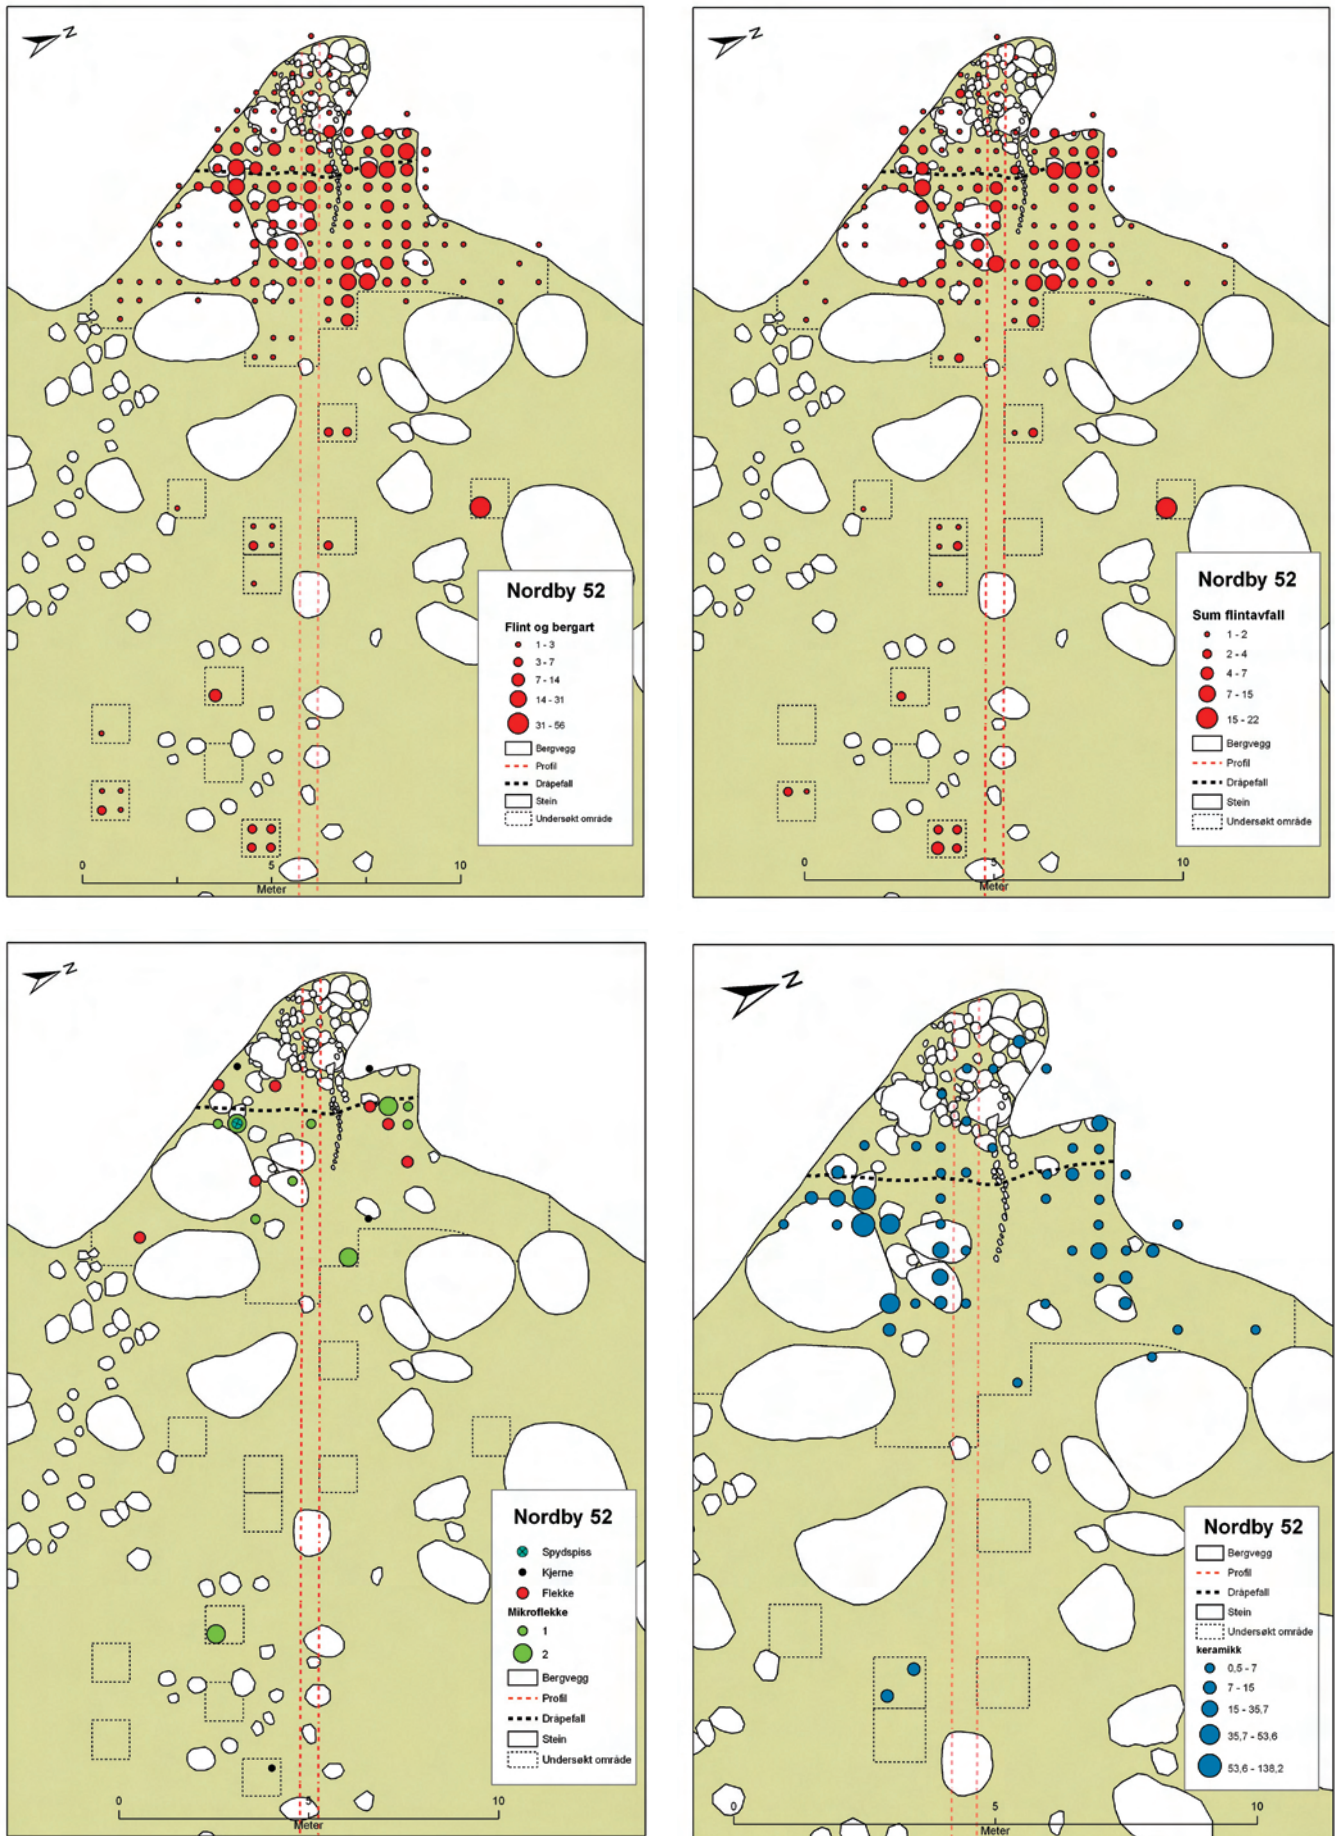 N
Nordby 52
Flint og bergart
1 - 3
3 - 7
7 - 14
14 - 31
31 - 56
Bergvegg
Profil
Dråpefall
Stein
Undersøkt område
0 5 10
Meter
N
Nordby 52
Sum flintavfall
1 - 2
2 - 4
4 - 7
7 - 15
15 - 22
Bergvegg
Profil
Dråpefall
Stein
Undersøkt område
0 5 10
Meter
N
Nordby 52
Spydspiss
Kjerne
Flekke
Mikroflekke
1
2
Bergvegg
Profil
Dråpefall
Stein
Undersøkt område
0 5 10
Meter
N
Nordby 52
Bergvegg
Profil
Dråpefall
Stein
Undersøkt område
keramikk
0,5 - 7
7 - 15
15 - 35,7
35,7 - 53,6
53,6 - 138,2
0 5 10
Meter